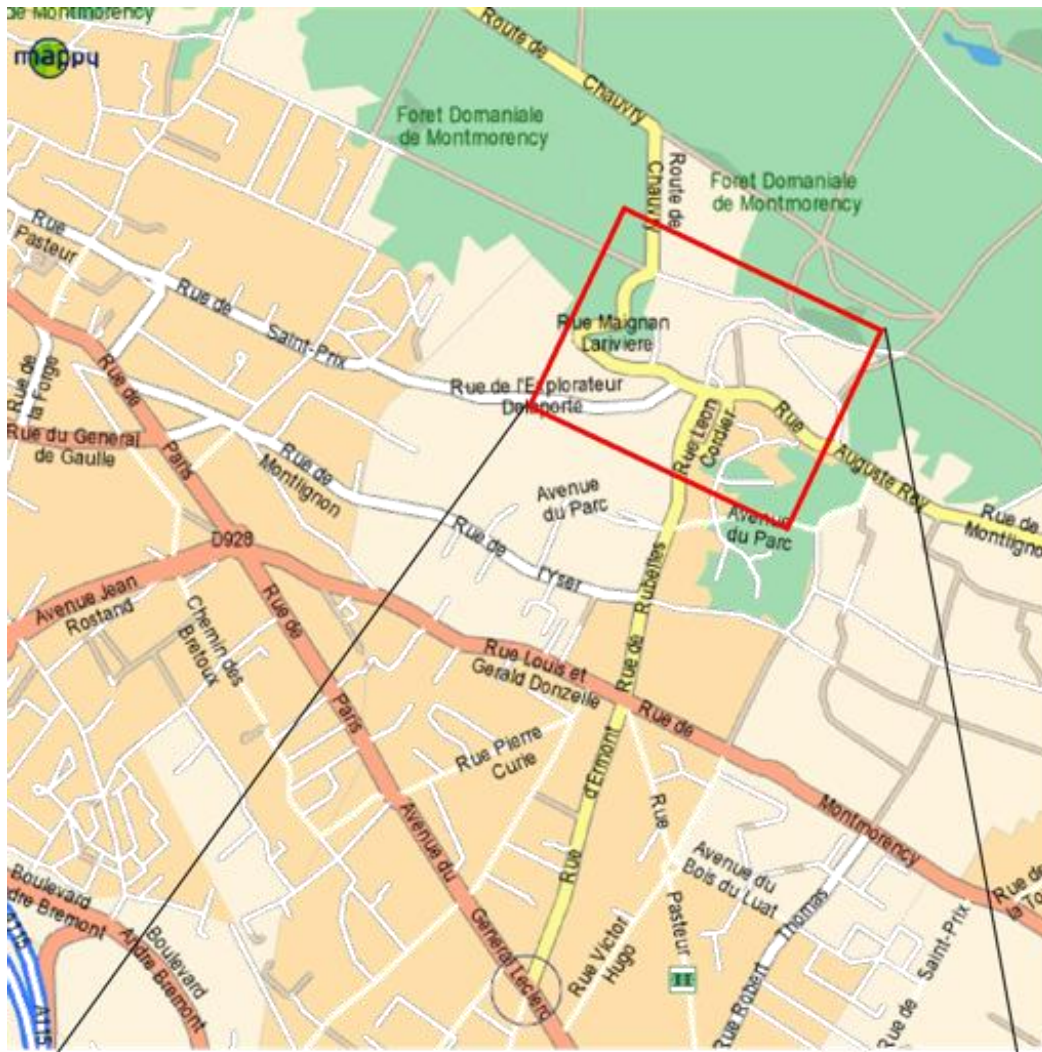 de Montmorency
mappy
Route de
Chauvry
Foret Domaniale
de Montmorency
Route de
Chauvry
Foret Domaniale
de Montmorency
Rue
Pasteur
Rue de
Saint-Prix
Rue Maignan
Lariviere
Rue de l'Explorateur
Delaporte
Rue de
la Forge
Rue de
Paris
Rue du General
de Gaulle
Rue de
Montlignon
Rue Leon
Cordier
Rue
Auguste Rey
Rue de
Montligno
Avenue
du Parc
Avenue
du Parc
Rue de
l'Yser
D928
Avenue Jean
Rostand
Chemin des
Bretoux
Rue de
Paris
Rue de Rubelles
Rue Louis et
Gerald Donzelle
Rue de
Montmorency
Rue Pierre
Curie
Rue
d'Ermont
Rue
Pasteur
Avenue du
Bois du Luat
Avenue du
General Leclerc
Rue Victor
Hugo
Rue Robert
Thomas
Rue de
Saint-Prix
Rue de
la To
Boulevard
dre Bremont
Boulevard
Andre Bremont
A115
A115
H